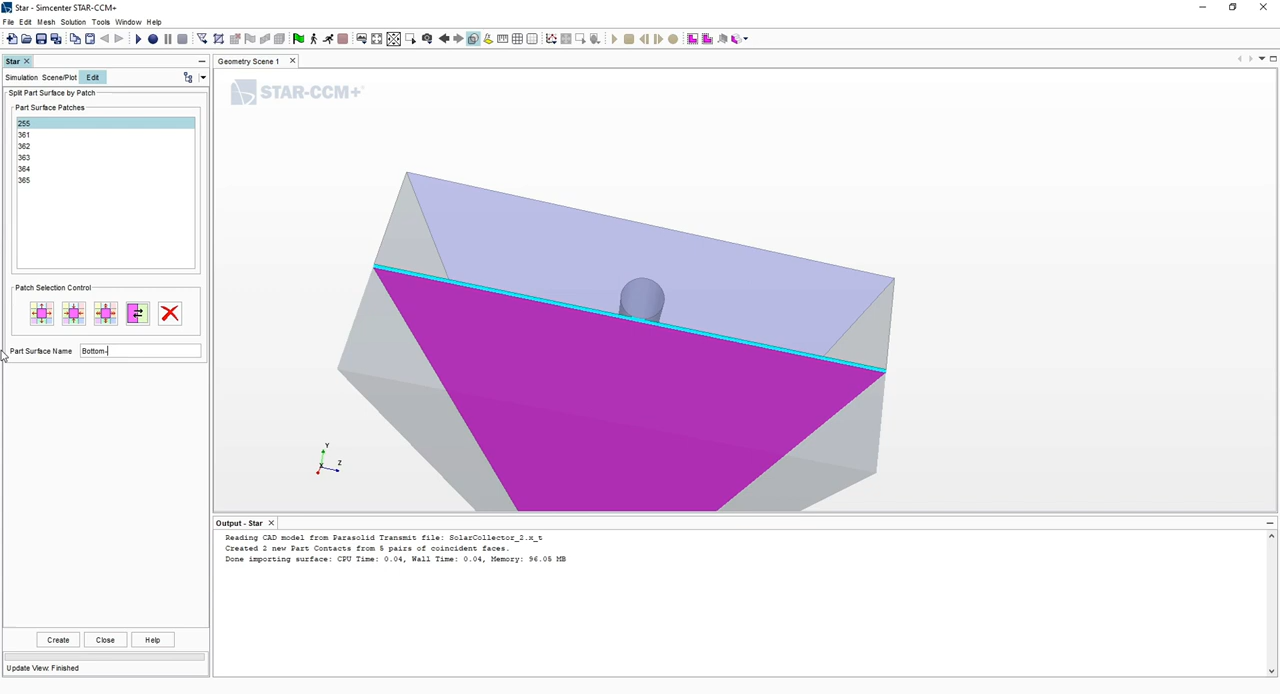 Star - Simcenter STAR-CCM+
File Edit Mesh Solution Tools Window Help
Star
Geometry Scene 1
Simulation Scene/Plot Edit
Split Part Surface by Patch
Part Surface Patches
255
361
362
363
364
365
STAR-CCM+
Patch Selection Control
Part Surface Name Bottom-
Y
Z
X
Create Close Help
Update View: Finished
Output - Star
Reading CAD model from Parasolid Transmit file: SolarCollector_2.x_t
Created 2 new Part Contacts from 5 pairs of coincident faces.
Done importing surface: CPU Time: 0.04, Wall Time: 0.04, Memory: 96.05 MB